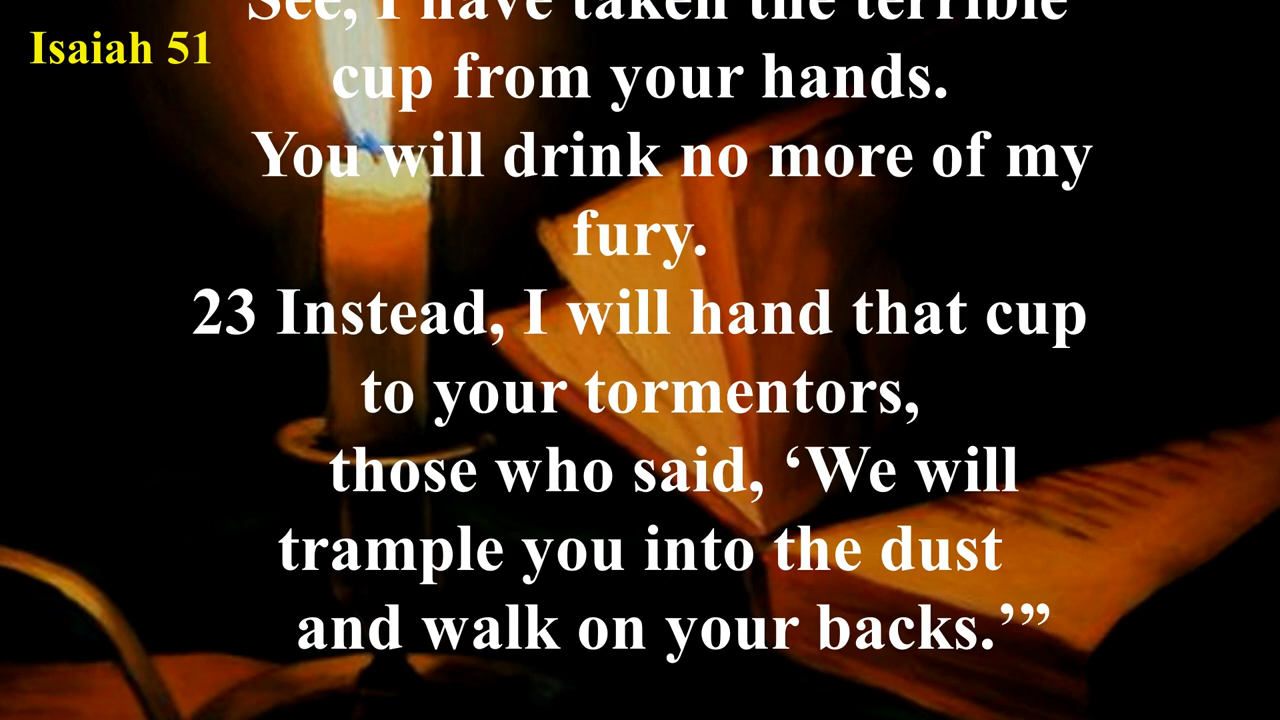 See, I have taken the terrible
Isaiah 51
cup from your hands.
You will drink no more of my
fury.
23 Instead, I will hand that cup
to your tormentors,
those who said, ‘We will
trample you into the dust
and walk on your backs.’”